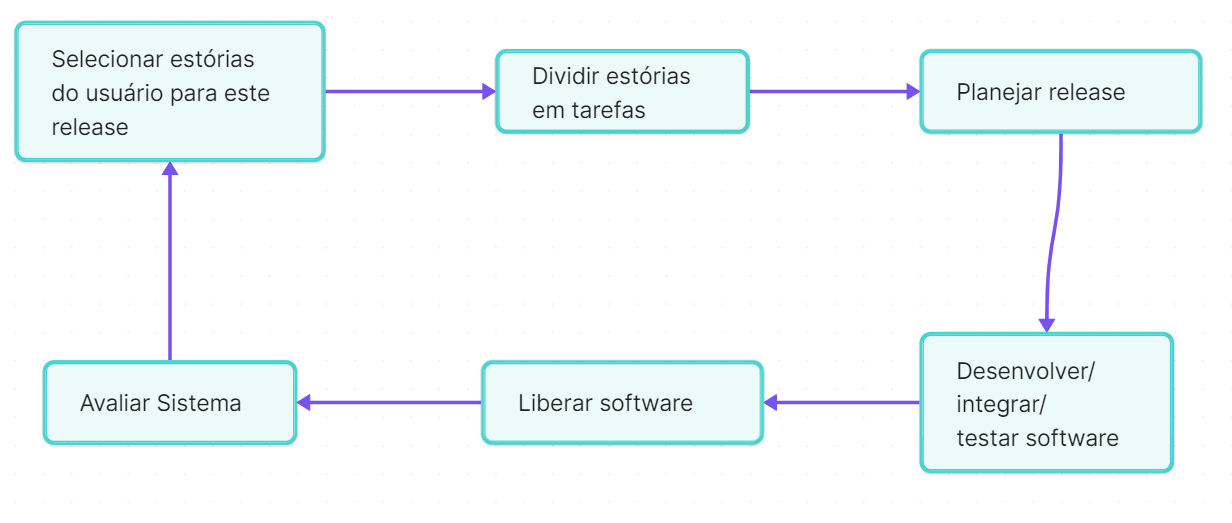 Selecionar estórias
do usuário para este
release
Dividir estórias
em tarefas
Planejar release
Desenvolver/
integrar/
testar software
Liberar software
Avaliar Sistema